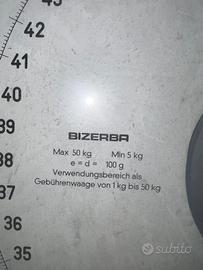 43
42
41
40
39
38
37
36
35
BIZERBA
Max 50 kg Min 5 kg
e = d = 100 g
Verwendungsbereich als
Gebührenwaage von 1 kg bis 50 kg
subito